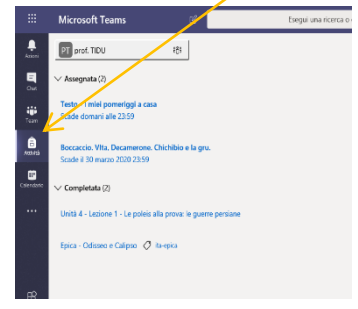 Microsoft Teams
Esegui una ricerca o
PT prof. TIDU
Azioni
Assegnata (2)
Chat
Testo - I miei pomeriggi a casa
Scade domani alle 23:59
Team
Boccaccio. VIta. Decamerone. Chichibio e la gru.
Scade il 30 marzo 2020 23:59
Calendario
Completata (2)
Unità 4 - Lezione 1 - Le poleis alla prova: le guerre persiane
Epica - Odisseo e Calipso
ita-epica